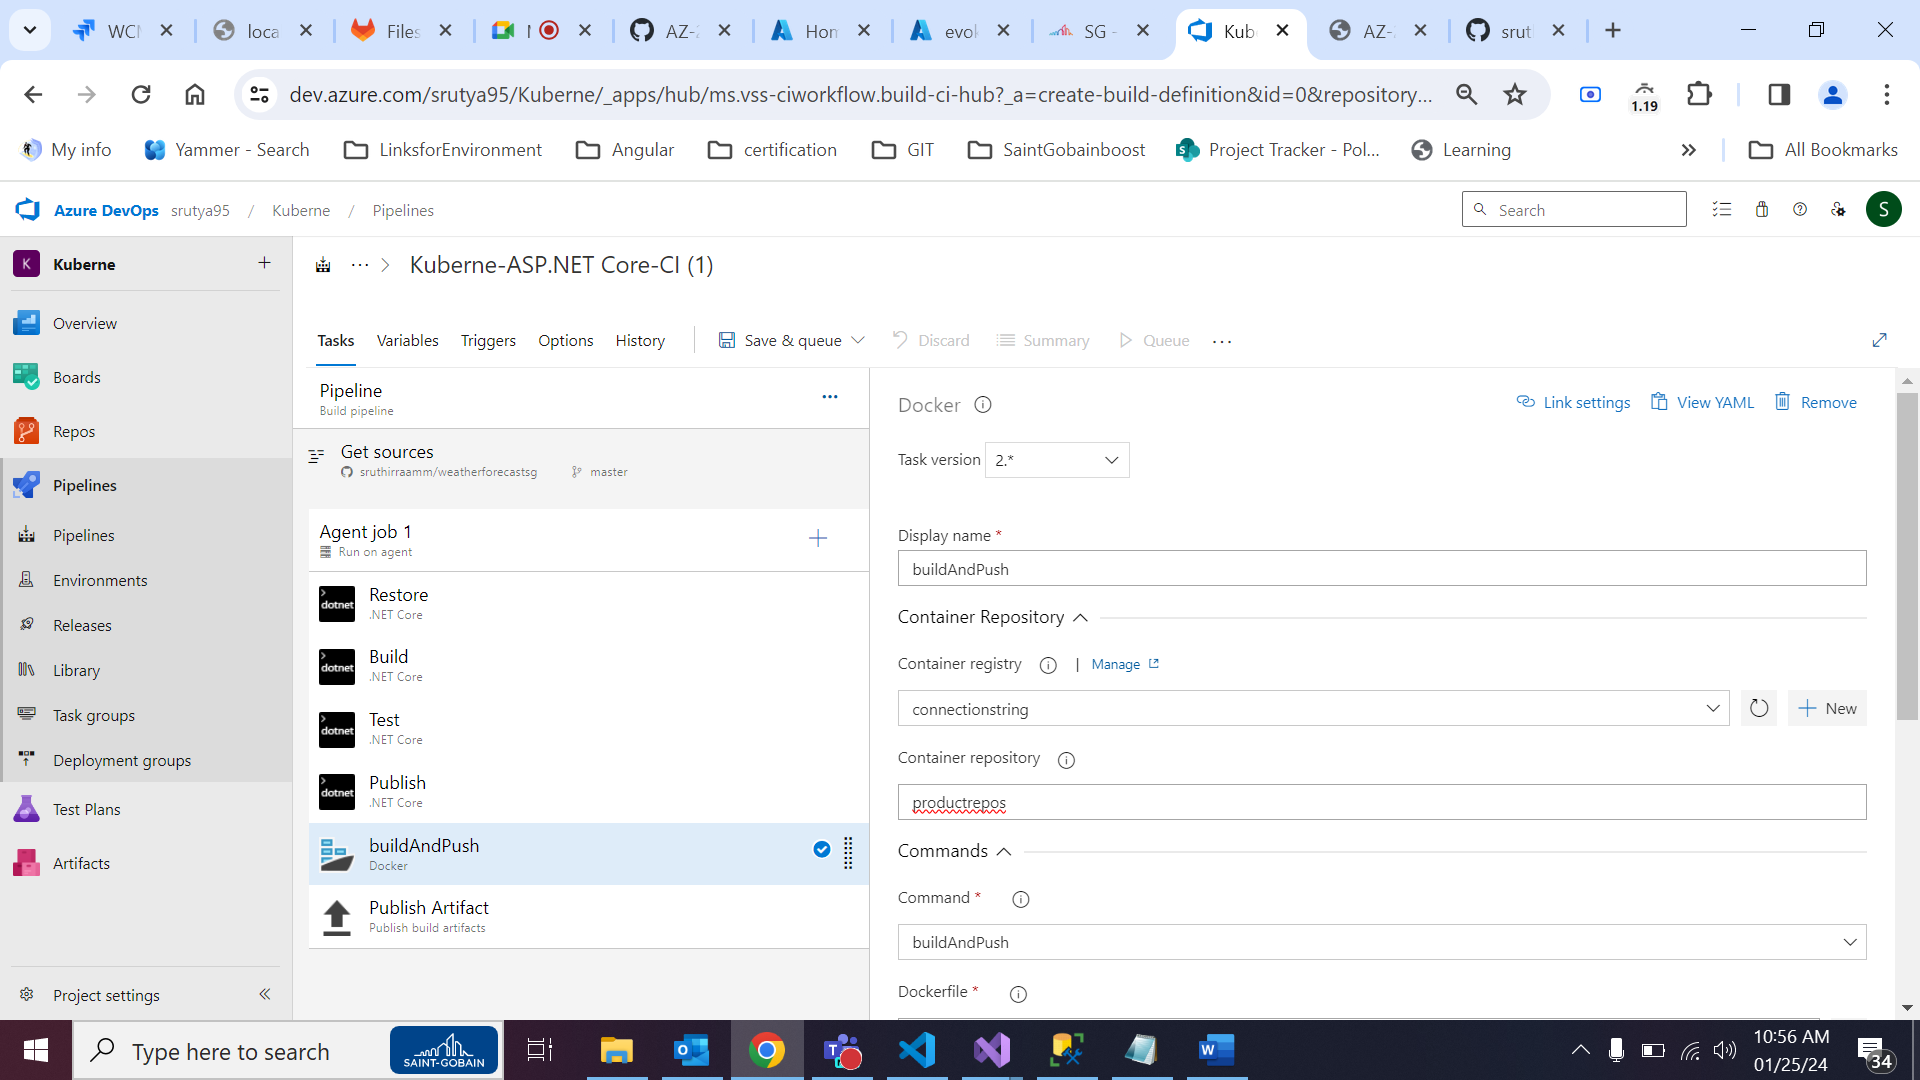 WCM
loca
Files
AZ-2
Hom
evol
SG -
Kub
AZ-
srut
dev.azure.com/srutya95/Kuberne/_apps/hub/ms.vss-ciworkflow.build-ci-hub?_a=create-build-definition&id=0&repository...
1.19
My info
Yammer - Search
LinksforEnvironment
Angular
certification
GIT
SaintGobainboost
Project Tracker - Pol...
Learning
All Bookmarks
Azure DevOps srutya95 / Kuberne / Pipelines
Search
S
K Kuberne
Overview
Boards
Repos
Pipelines
Pipelines
Environments
Releases
Library
Task groups
Deployment groups
Test Plans
Artifacts
Project settings
Kuberne-ASP.NET Core-CI (1)
Tasks Variables Triggers Options History Save & queue Discard Summary Queue
Pipeline
Build pipeline
Get sources
sruthirraamm/weatherforecastsg master
Agent job 1
Run on agent
dotnet
Restore
.NET Core
dotnet
Build
.NET Core
dotnet
Test
.NET Core
dotnet
Publish
.NET Core
buildAndPush
Docker
Publish Artifact
Publish build artifacts
Docker
Link settings View YAML Remove
Task version 2.*
Display name *
buildAndPush
Container Repository
Container registry | Manage
connectionstring
New
Container repository
productrepos
Commands
Command *
buildAndPush
Dockerfile *
Type here to search
SAINT-GOBAIN
10:56 AM
01/25/24
34